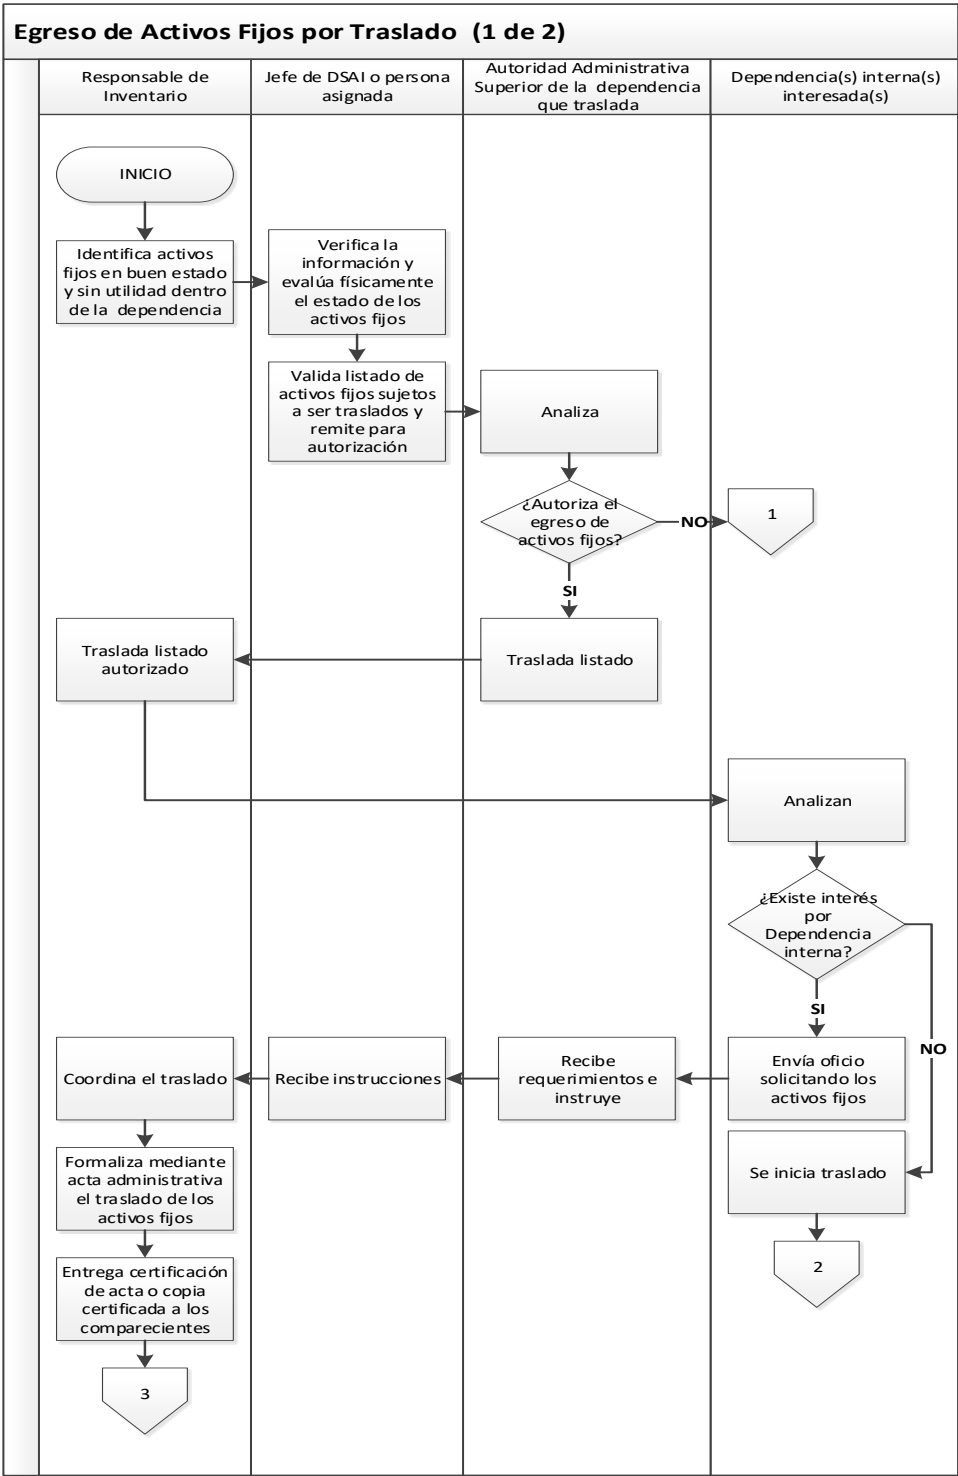 Egreso de Activos Fijos por Traslado (1 de 2)
Responsable de
Inventario
Jefe de DSAI o persona
asignada
Autoridad Administrativa
Superior de la dependencia
que traslada
Dependencia(s) interna(s)
interesada(s)
INICIO
Identifica activos
fijos en buen estado
y sin utilidad dentro
de la dependencia
Verifica la
información y
evalúa físicamente
el estado de los
activos fijos
Valida listado de
activos fijos sujetos
a ser traslados y
remite para
autorización
Analiza
¿Autoriza el
egreso de
activos fijos?
NO
1
SI
Traslada listado
autorizado
Traslada listado
Analizan
¿Existe interés
por
Dependencia
interna?
SI
NO
Coordina el traslado
Recibe instrucciones
Recibe
requerimientos e
instruye
Envía oficio
solicitando los
activos fijos
Formaliza mediante
acta administrativa
el traslado de los
activos fijos
Se inicia traslado
2
Entrega certificación
de acta o copia
certificada a los
comparecientes
3